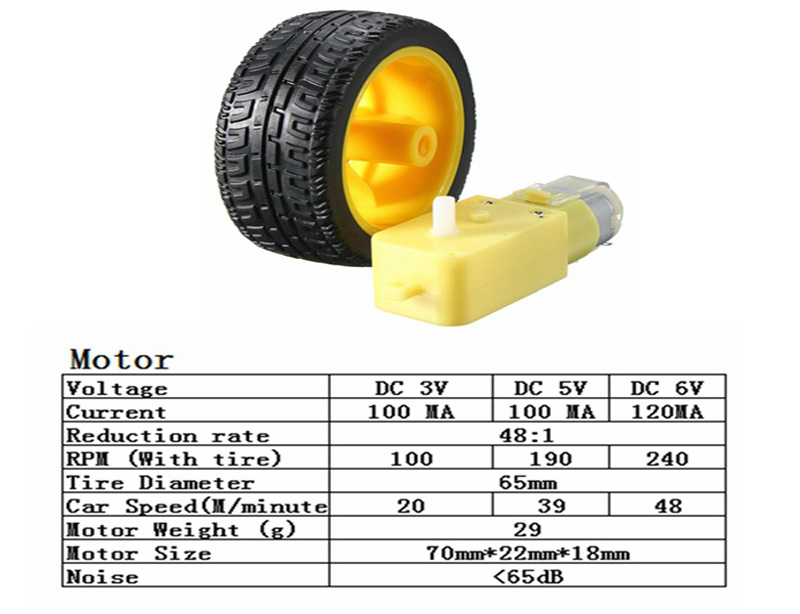 Motor
Voltage DC 3V DC 5V DC 6V
Current 100 MA 100 MA 120MA
Reduction rate 48:1
RPM (With tire) 100 190 240
Tire Diameter 65mm
Car Speed(M/minute 20 39 48
Motor Weight (g) 29
Motor Size 70mm*22mm*18mm
Noise <65dB